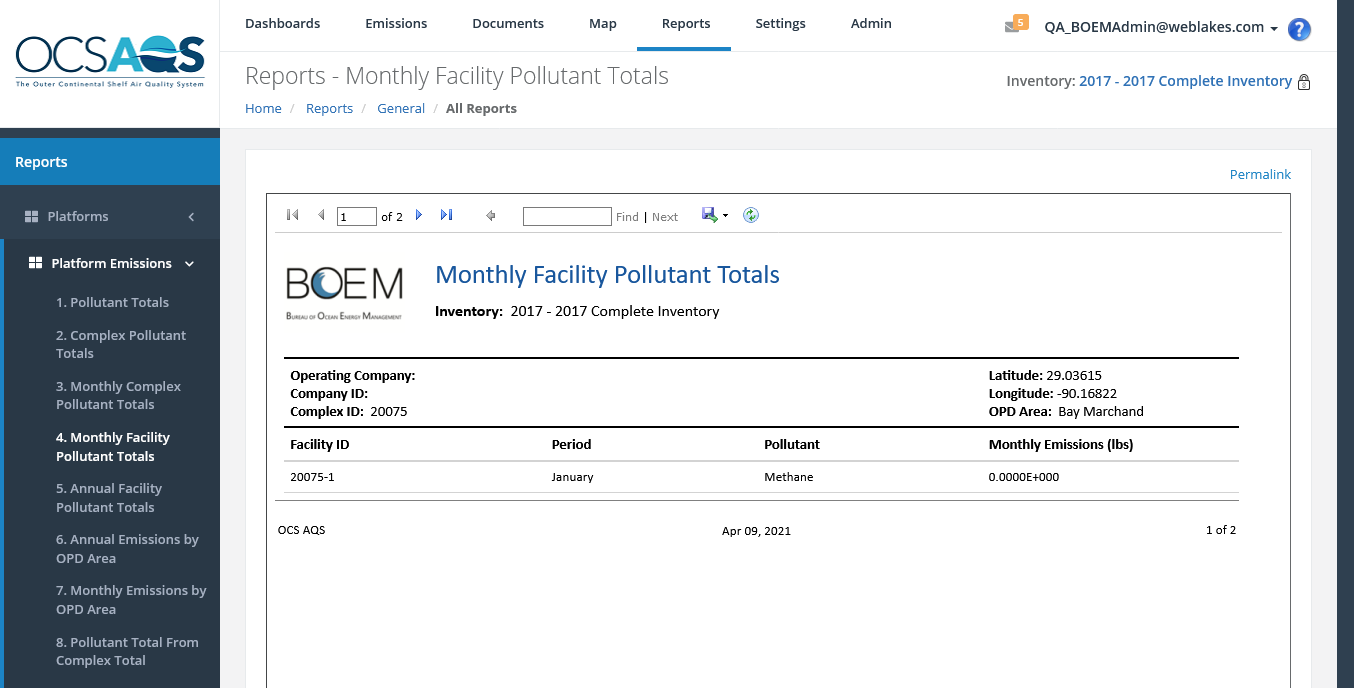 OCSAQS
The Outer Continental Shelf Air Quality System
Dashboards Emissions Documents Map Reports Settings Admin
5 QA_BOEMAdmin@weblakes.com ?
Reports - Monthly Facility Pollutant Totals
Inventory: 2017 - 2017 Complete Inventory
Home / Reports / General / All Reports
Reports
Platforms
Platform Emissions
1. Pollutant Totals
2. Complex Pollutant
Totals
3. Monthly Complex
Pollutant Totals
4. Monthly Facility
Pollutant Totals
5. Annual Facility
Pollutant Totals
6. Annual Emissions by
OPD Area
7. Monthly Emissions by
OPD Area
8. Pollutant Total From
Complex Total
Permalink
1 of 2 Find | Next
BOEM
Bureau of Ocean Energy Management
Monthly Facility Pollutant Totals
Inventory: 2017 - 2017 Complete Inventory
Operating Company: Latitude: 29.03615
Company ID: Longitude: -90.16822
Complex ID: 20075 OPD Area: Bay Marchand
Facility ID Period Pollutant Monthly Emissions (lbs)
20075-1 January Methane 0.0000E+000
OCS AQS Apr 09, 2021 1 of 2